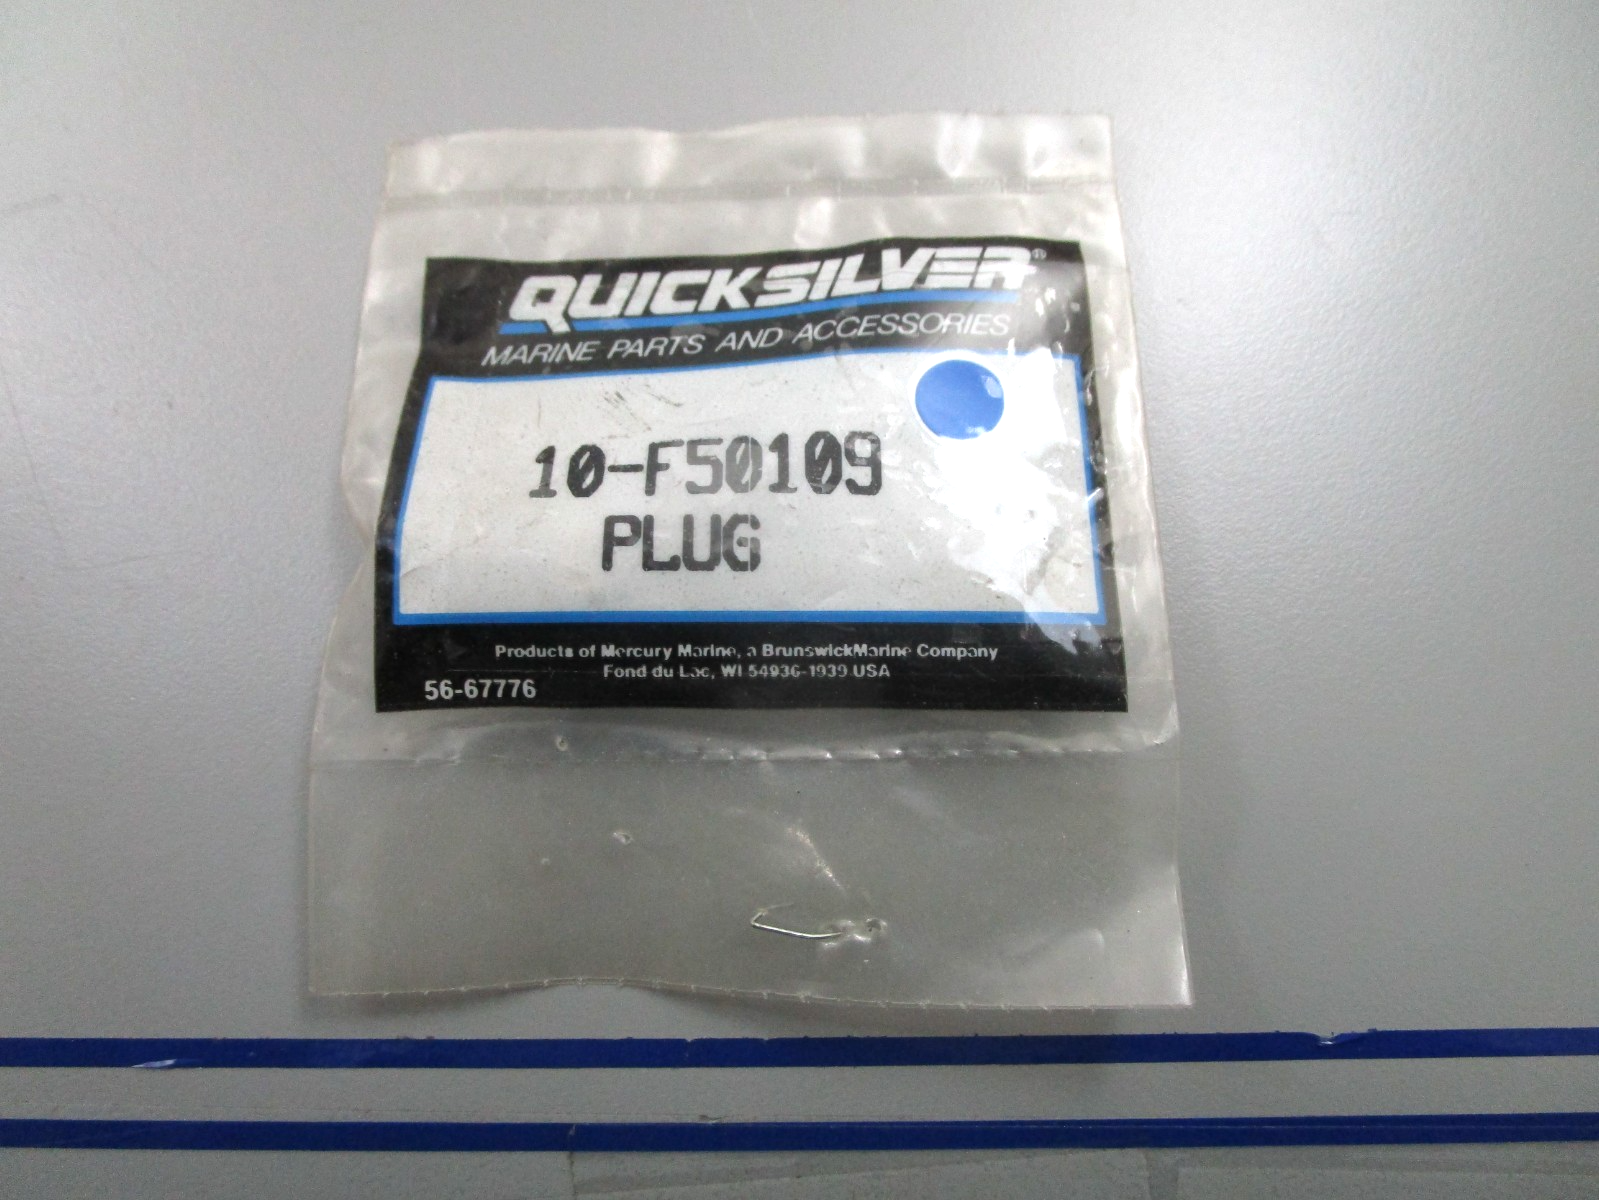 QUICKSILVER®
MARINE PARTS AND ACCESSORIES
10-F50109
PLUG
Products of Mercury Marine, a BrunswickMarine Company
Fond du Lac, WI 54936-1939 USA
56-67776